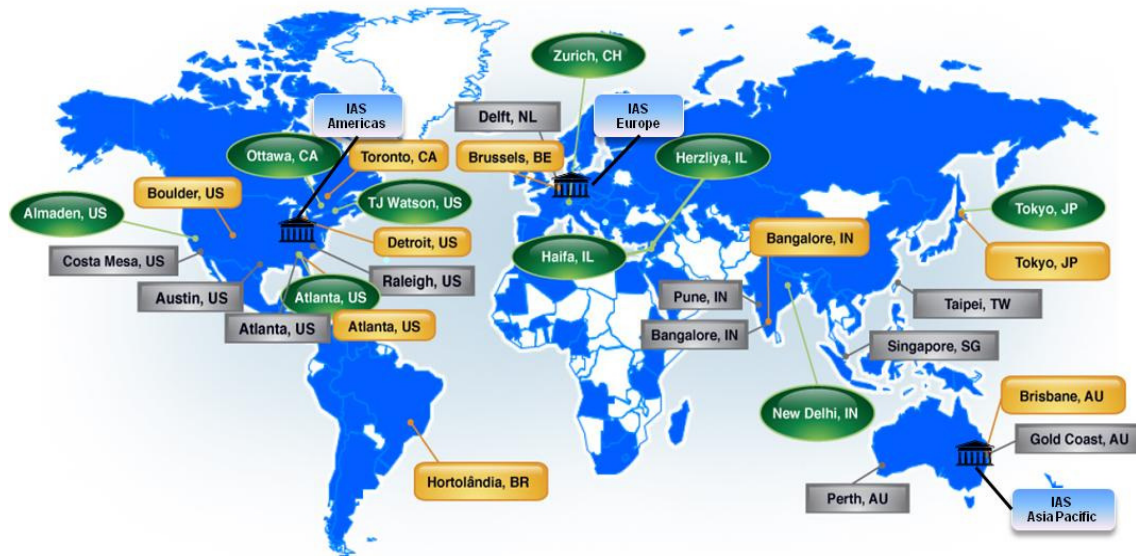 Zurich, CH
IAS
Americas
IAS
Europe
Delft, NL
Ottawa, CA
Toronto, CA
Brussels, BE
Herzliya, IL
Boulder, US
TJ Watson, US
Almaden, US
Tokyo, JP
Detroit, US
Bangalore, IN
Costa Mesa, US
Haifa, IL
Tokyo, JP
Raleigh, US
Austin, US
Atlanta, US
Pune, IN
Taipei, TW
Atlanta, US
Atlanta, US
Bangalore, IN
Singapore, SG
New Delhi, IN
Brisbane, AU
Gold Coast, AU
Hortolândia, BR
Perth, AU
IAS
Asia Pacific